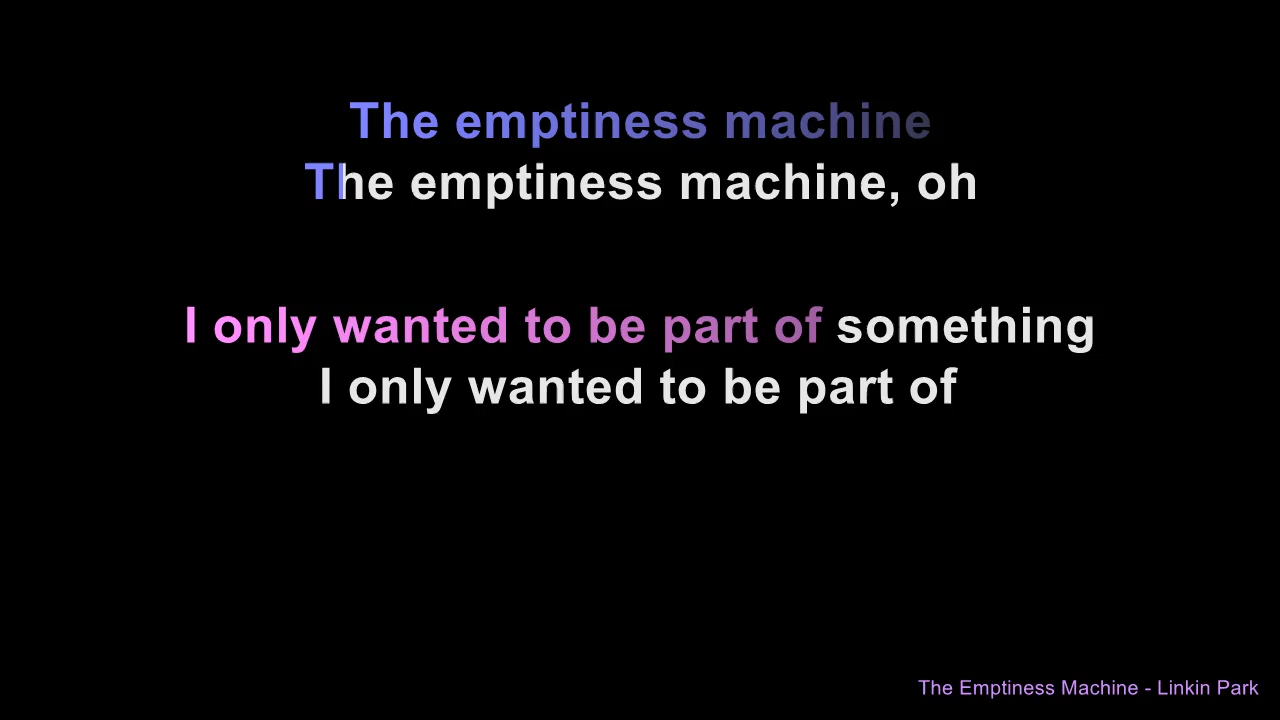 The emptiness machine
The emptiness machine, oh
I only wanted to be part of something
I only wanted to be part of
The Emptiness Machine - Linkin Park